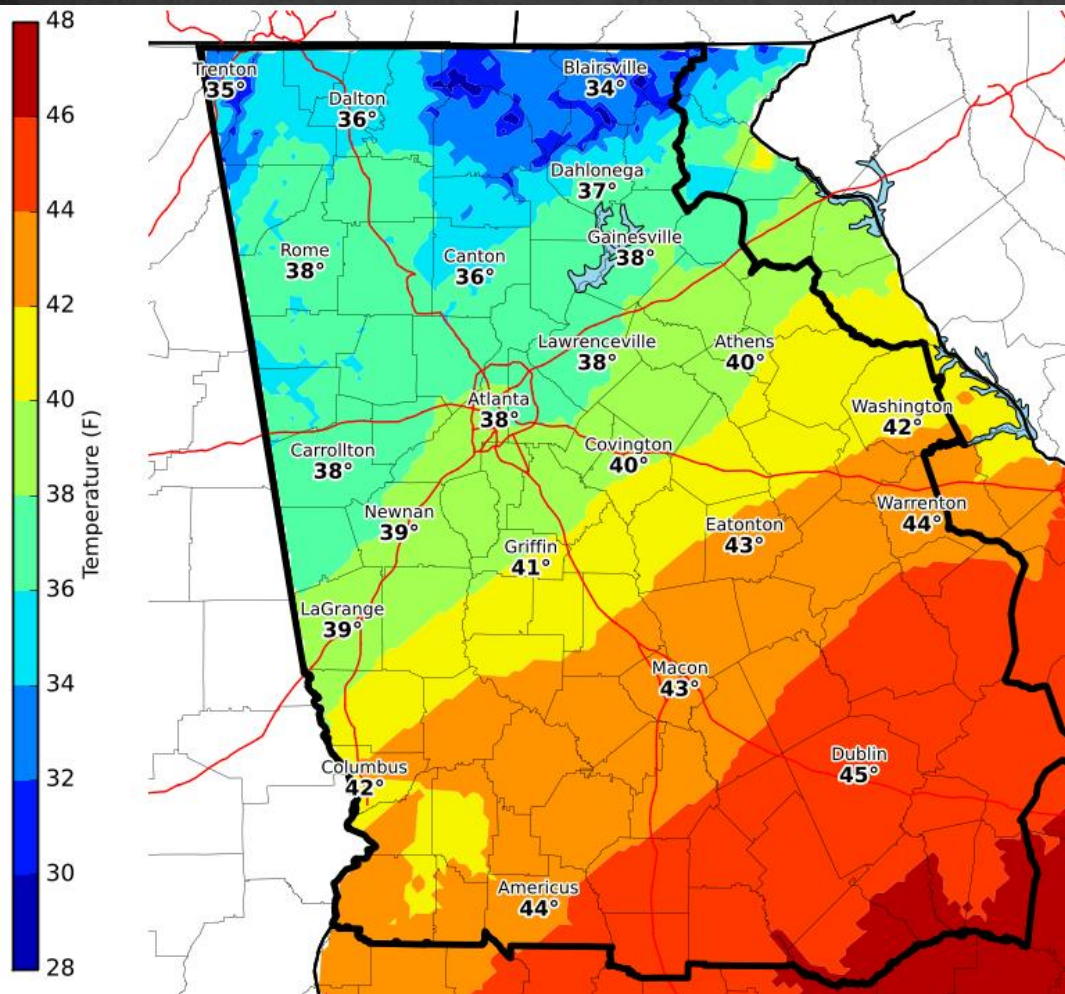 48
46
44
42
40
38
36
34
32
30
28
Temperature (F)
Trenton
35°
Dalton
36°
Blairsville
34°
Dahlonega
37°
Rome
38°
Canton
36°
Gainesville
38°
Lawrenceville
38°
Athens
40°
Atlanta
38°
Washington
42°
Carrollton
38°
Covington
40°
Newnan
39°
Griffin
41°
Eatonton
43°
Warrenton
44°
LaGrange
39°
Macon
43°
Columbus
42°
Dublin
45°
Americus
44°